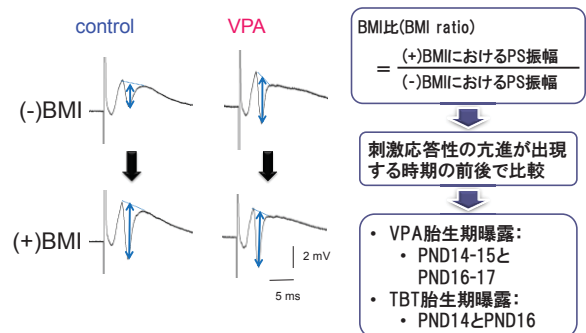 control
VPA
(-)BMI
(+)BMI
2 mV
5 ms
BMI比(BMI ratio)
= (+)BMIにおけるPS振幅
(-)BMIにおけるPS振幅
刺激応答性の亢進が出現
する時期の前後で比較
• VPA胎生期曝露:
• PND14-15と
PND16-17
• TBT胎生期曝露:
• PND14とPND16